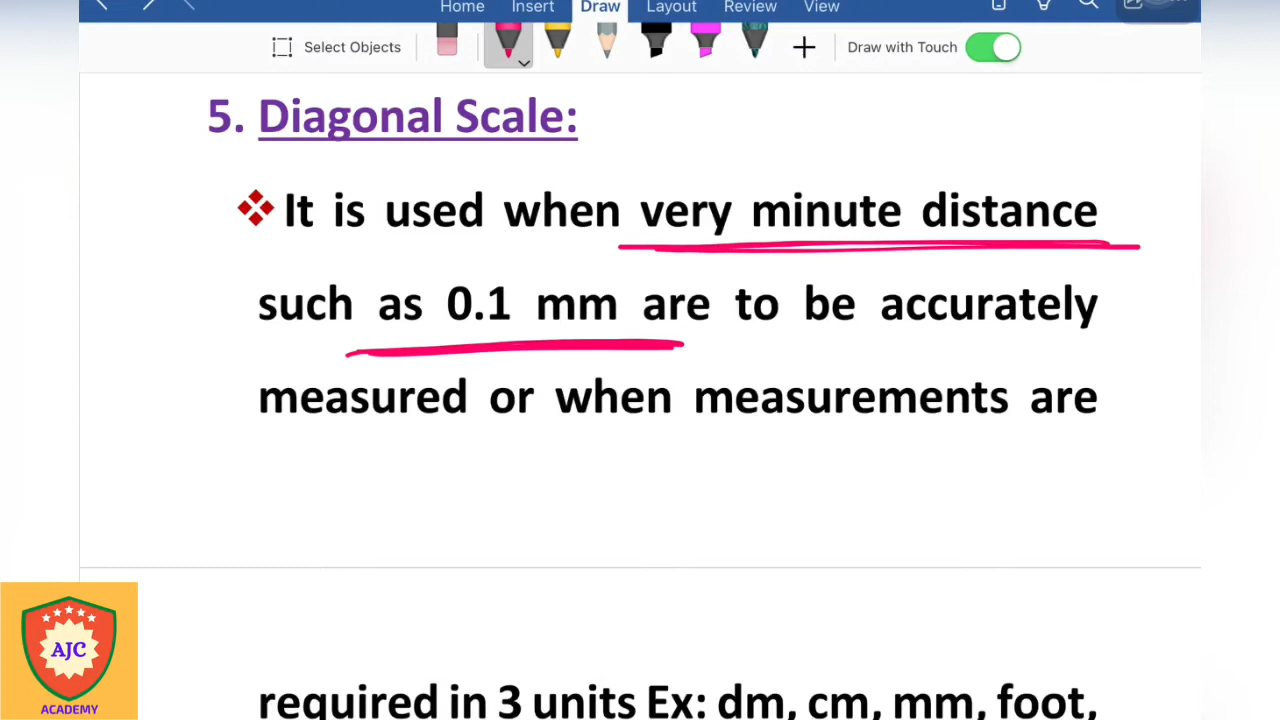 Home Insert Draw Layout Review View
Select Objects
Draw with Touch
5. Diagonal Scale:
It is used when very minute distance
such as 0.1 mm are to be accurately
measured or when measurements are
required in 3 units Ex: dm, cm, mm, foot,
AJC
ACADEMY